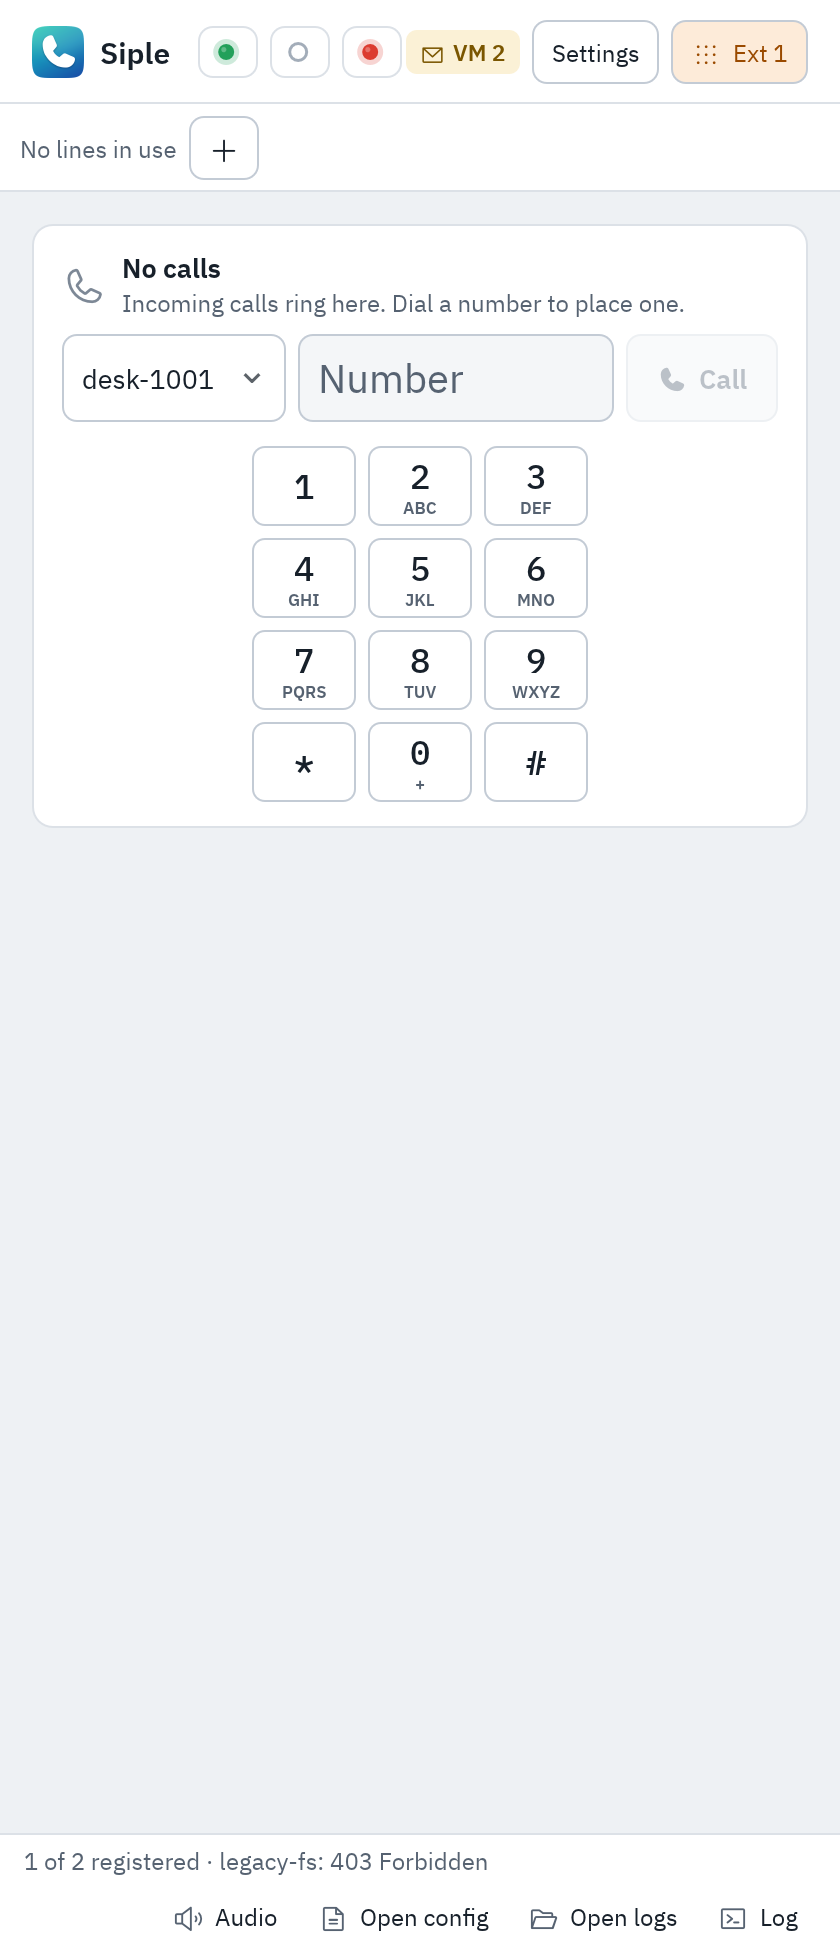 Siple
VM 2
Settings
Ext 1
No lines in use
No calls
Incoming calls ring here. Dial a number to place one.
desk-1001
Number
Call
1
2
ABC
3
DEF
4
GHI
5
JKL
6
MNO
7
PQRS
8
TUV
9
WXYZ
*
0
+
#
1 of 2 registered · legacy-fs: 403 Forbidden
Audio
Open config
Open logs
Log